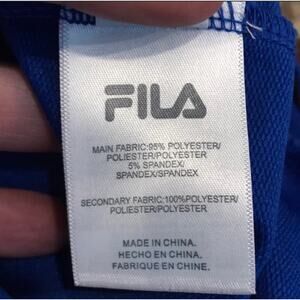 FILA
MAIN FABRIC:95% POLYESTER/
POLIESTER/POLYESTER
5% SPANDEX/
SPANDEX/SPANDEX
SECONDARY FABRIC:100%POLYESTER/
POLIESTER/POLYESTER
MADE IN CHINA.
HECHO EN CHINA.
FABRIQUE EN CHINE.